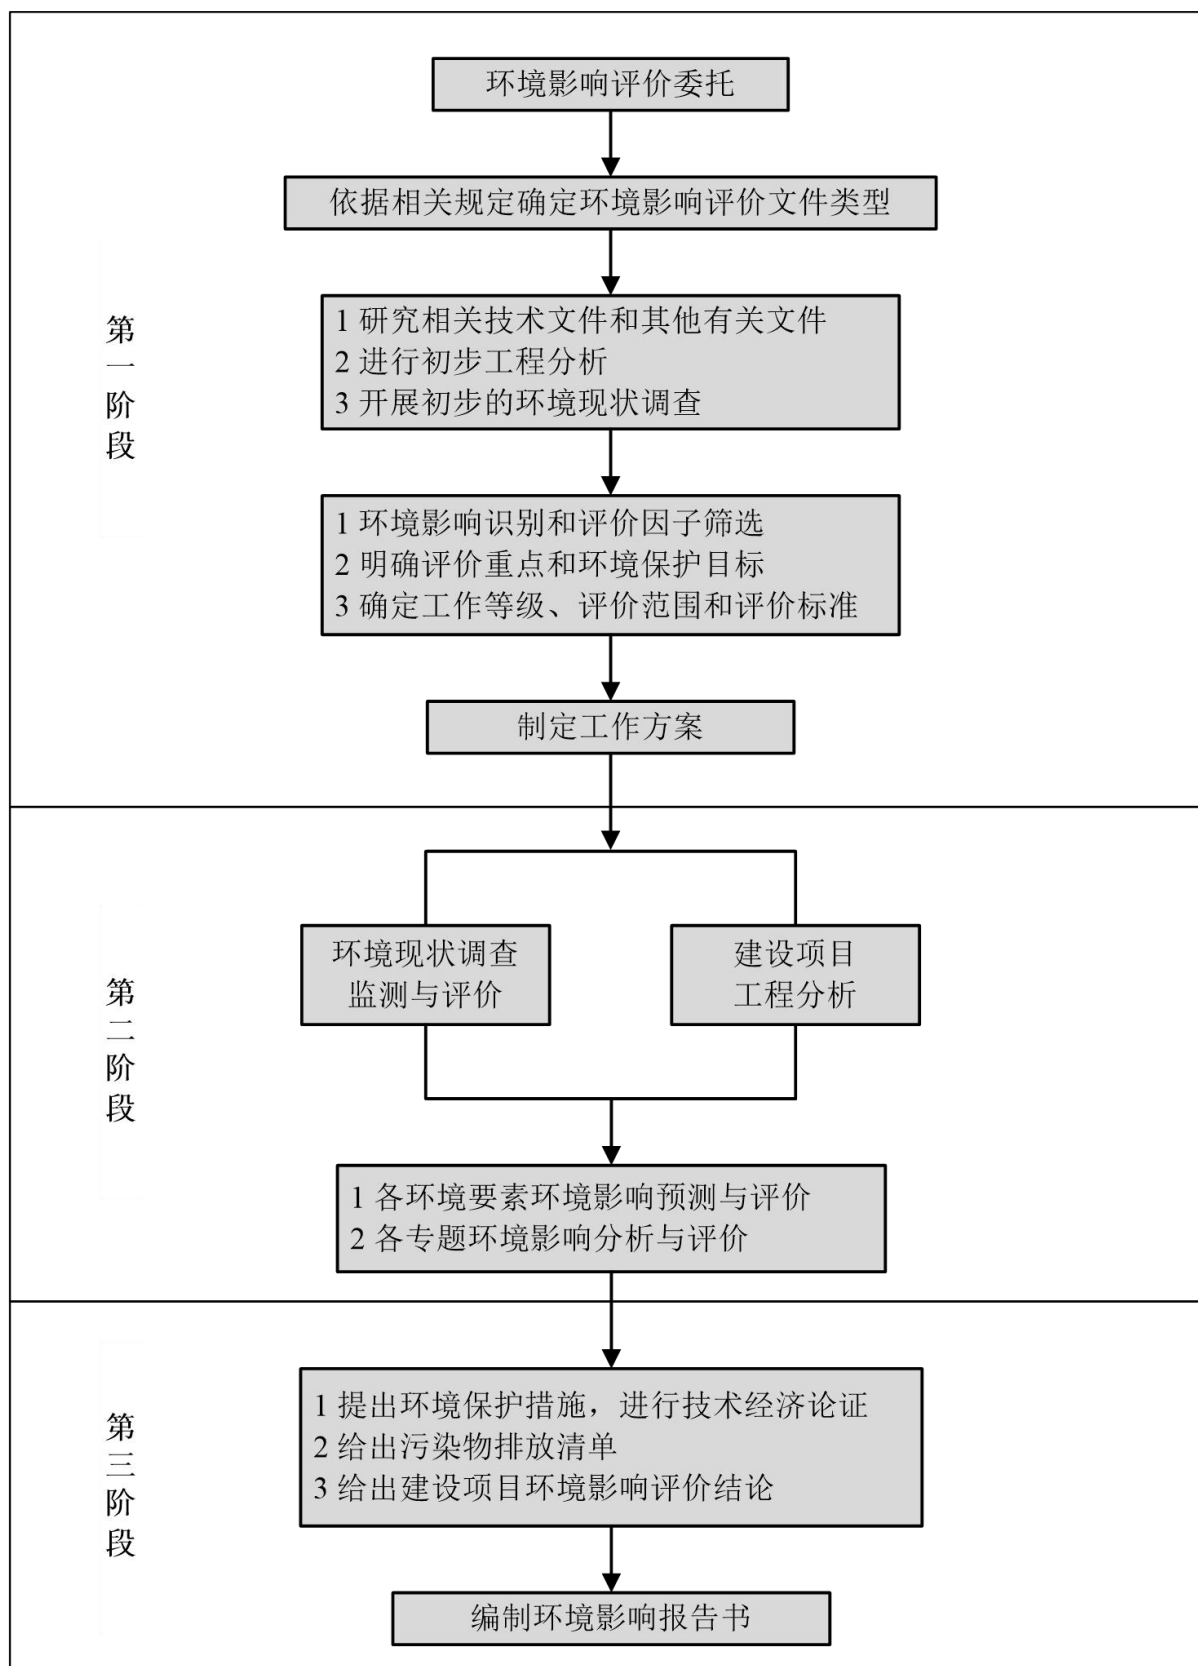 环境影响评价委托
依据相关规定确定环境影响评价文件类型
第一阶段
1 研究相关技术文件和其他有关文件
2 进行初步工程分析
3 开展初步的环境现状调查
1 环境影响识别和评价因子筛选
2 明确评价重点和环境保护目标
3 确定工作等级、评价范围和评价标准
制定工作方案
第二阶段
环境现状调查
监测与评价
建设项目
工程分析
1 各环境要素环境影响预测与评价
2 各专题环境影响分析与评价
第三阶段
1 提出环境保护措施，进行技术经济论证
2 给出污染物排放清单
3 给出建设项目环境影响评价结论
编制环境影响报告书